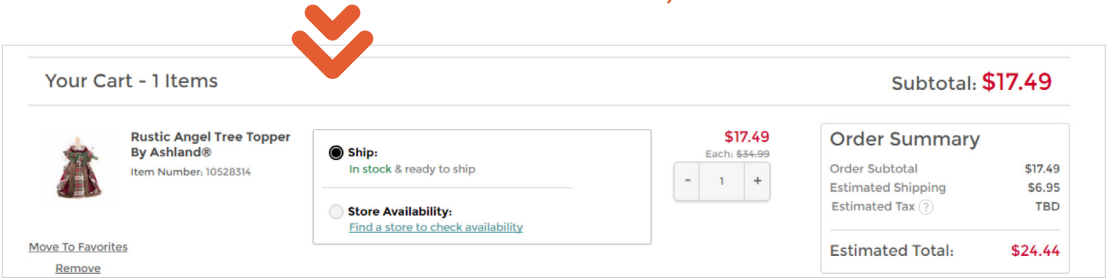 Your Cart - 1 Items
Subtotal: $17.49
Rustic Angel Tree Topper
By Ashland®
Item Number: 10528314
Move To Favorites
Remove
Ship:
In stock & ready to ship
Store Availability:
Find a store to check availability
$17.49
Each: $34.99
- 1 +
Order Summary
Order Subtotal $17.49
Estimated Shipping $6.95
Estimated Tax ? TBD
Estimated Total: $24.44